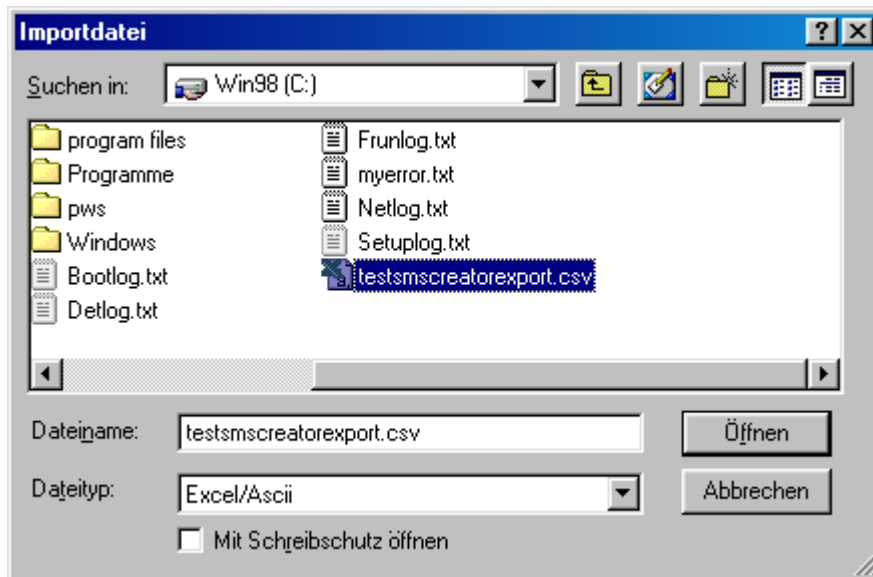 Importdatei
Suchen in: Win98 (C:)
program files
Programme
pws
Windows
Bootlog.txt
Detlog.txt
Frunlog.txt
myerror.txt
Netlog.txt
Setuplog.txt
testsmscreatorexport.csv
Dateiname: testsmscreatorexport.csv Öffnen
Dateityp: Excel/Ascii Abbrechen
Mit Schreibschutz öffnen